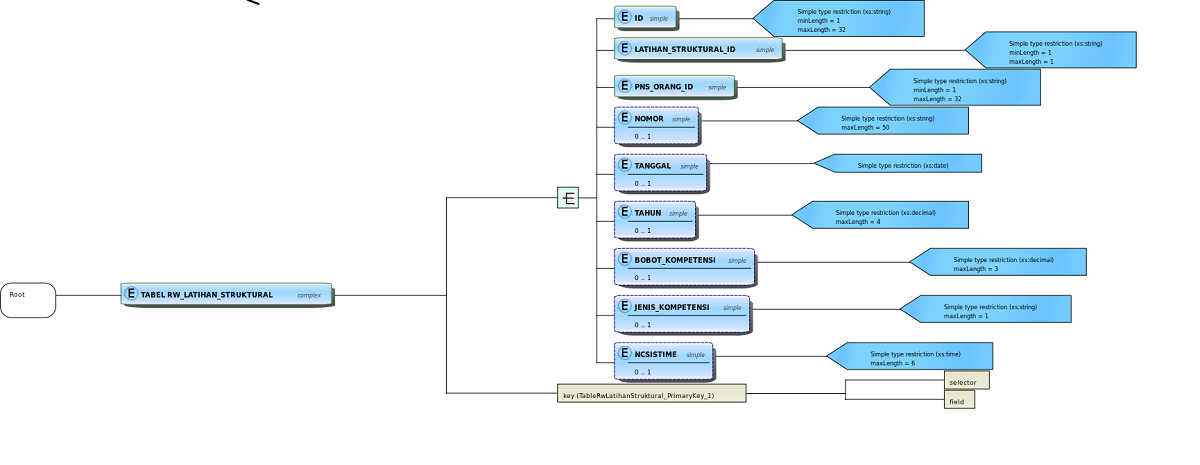 ID simple
Simple type restriction (xs:string)
minLength = 1
maxLength = 32
LATIHAN_STRUKTURAL_ID simple
Simple type restriction (xs:string)
minLength = 1
maxLength = 1
PNS_ORANG_ID simple
Simple type restriction (xs:string)
minLength = 1
maxLength = 32
NOMOR simple
0 .. 1
Simple type restriction (xs:string)
maxLength = 50
TANGGAL simple
0 .. 1
Simple type restriction (xs:date)
TAHUN simple
0 .. 1
Simple type restriction (xs:decimal)
maxLength = 4
BOBOT_KOMPETENSI simple
0 .. 1
Simple type restriction (xs:decimal)
maxLength = 3
Root
TABEL RW_LATIHAN_STRUKTURAL complex
JENIS_KOMPETENSI simple
0 .. 1
Simple type restriction (xs:string)
maxLength = 1
NCSISTIME simple
0 .. 1
Simple type restriction (xs:time)
maxLength = 6
key (TableRwLatihanStruktural_PrimaryKey_1)
selector
field